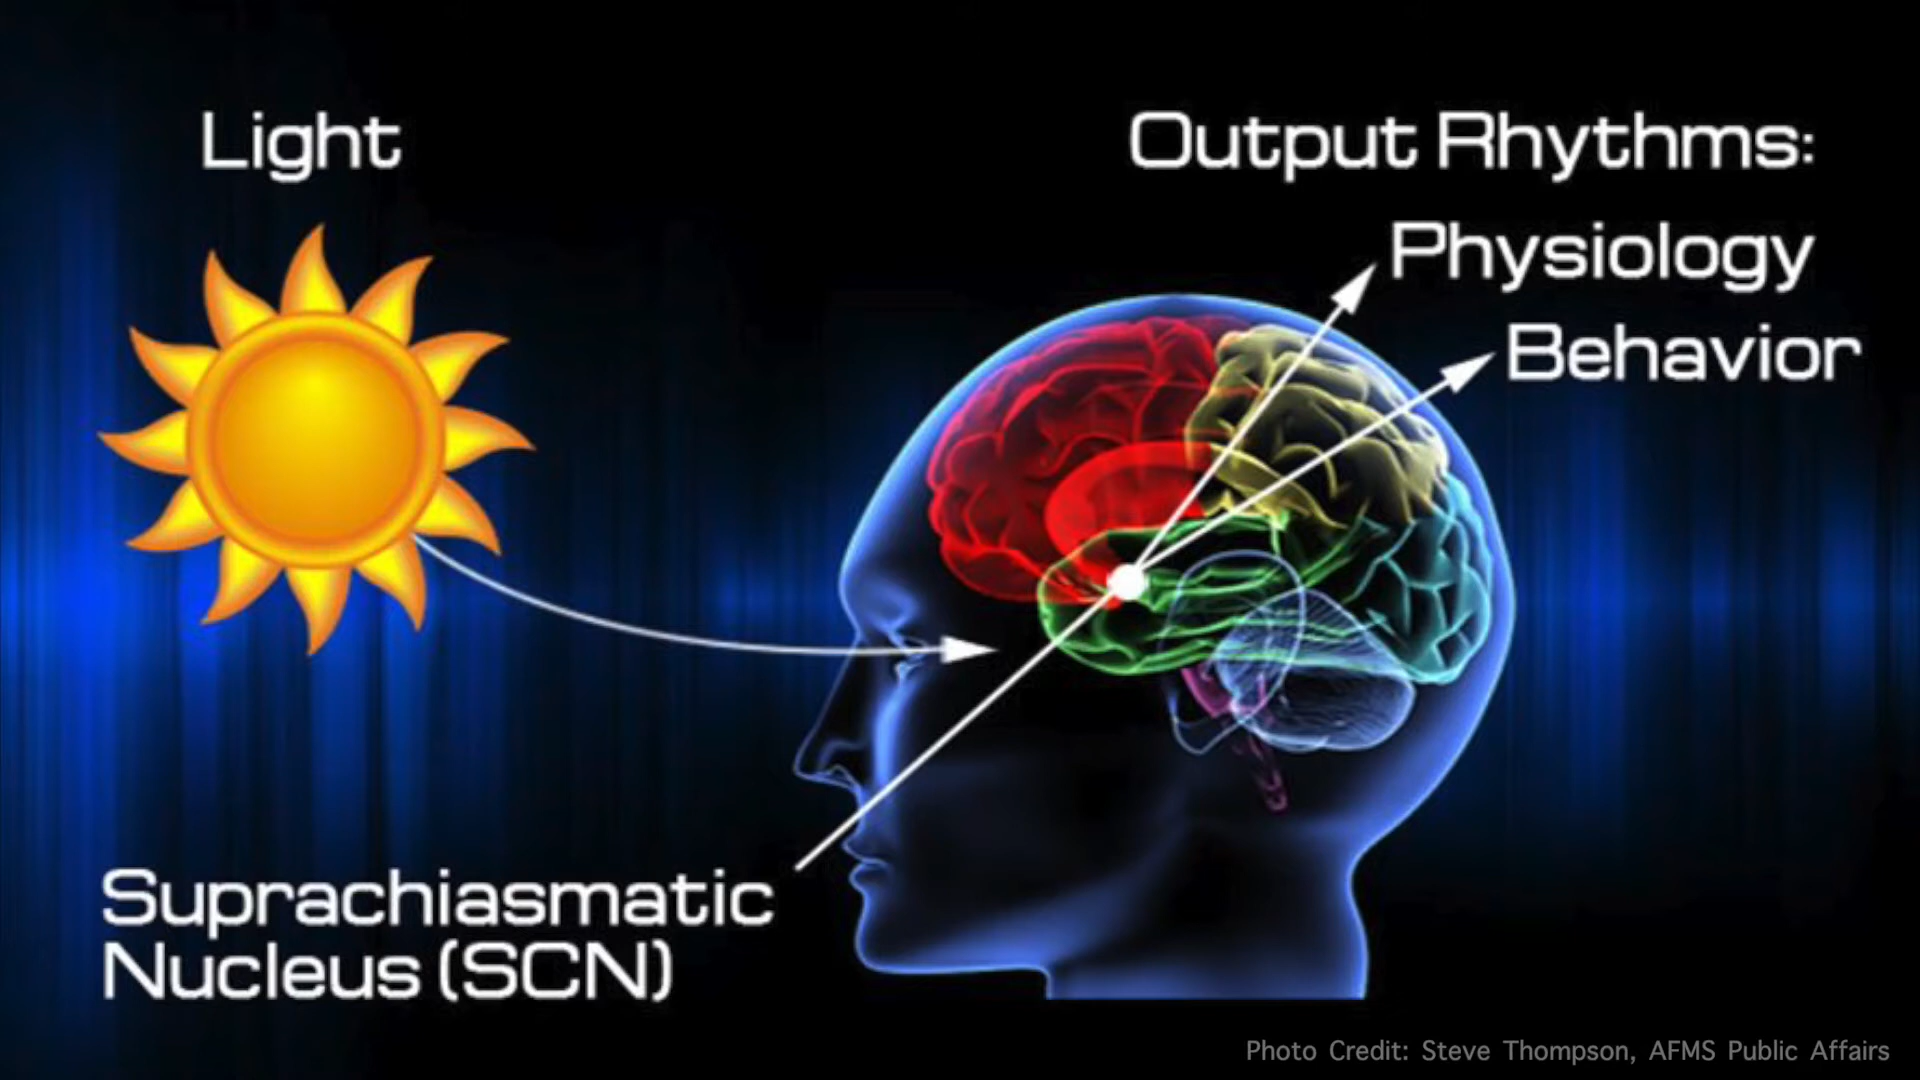 Light
Output Rhythms:
Physiology
Behavior
Suprachiasmatic
Nucleus (SCN)
Photo Credit: Steve Thompson, AFMS Public Affairs